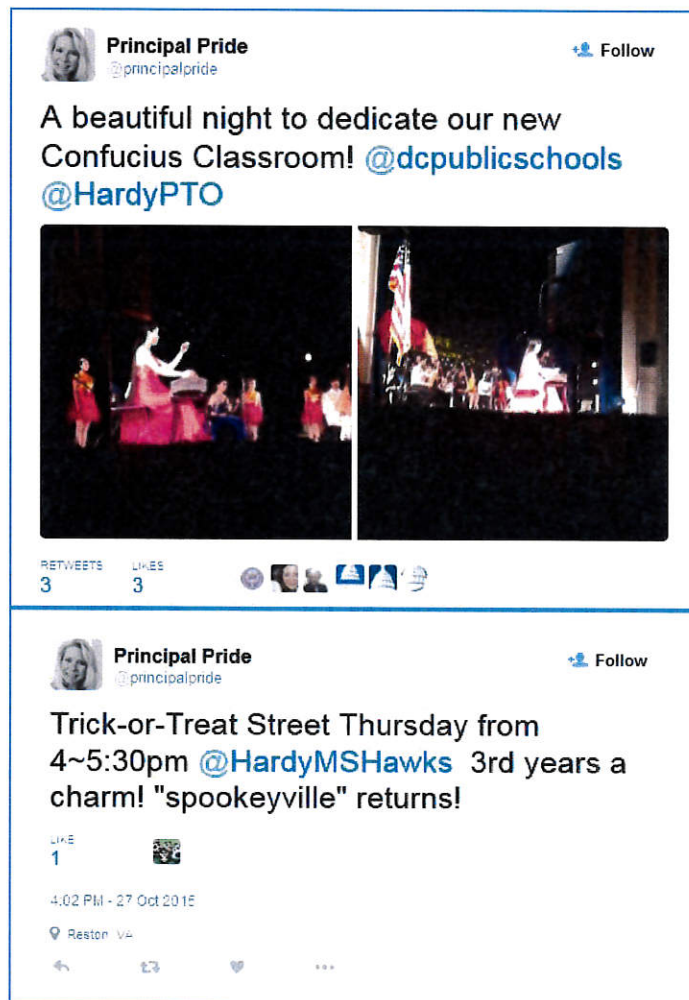 Principal Pride
@principalpride
Follow
A beautiful night to dedicate our new
Confucius Classroom! @dcpublicschools
@HardyPTO
RETWEETS LIKES
3 3
Principal Pride
@principalpride
Follow
Trick-or-Treat Street Thursday from
4~5:30pm @HardyMSHawks 3rd years a
charm! "spookeyville" returns!
LIKE
1
4:02 PM - 27 Oct 2015
Reston, VA